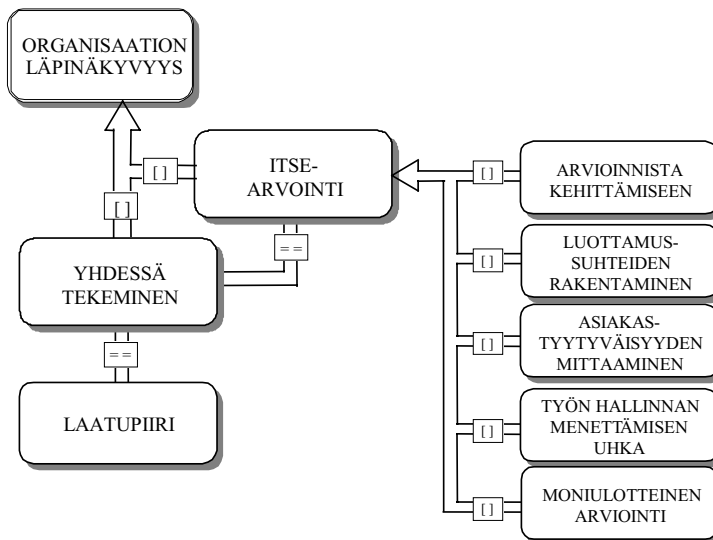 ORGANISAATION
LÄPINÄKYVYYS
[ ]
ITSE-
ARVOINTI
[ ]
ARVIOINNISTA
KEHITTÄMISEEN
[ ]
= =
YHDESSÄ
TEKEMINEN
[ ]
LUOTTAMUS-
SUHTEIDEN
RAKENTAMINEN
= =
[ ]
ASIAKAS-
TYYTYVÄISYYDEN
MITTAAMINEN
LAATUPIIRI
[ ]
TYÖN HALLINNAN
MENETTÄMISEN
UHKA
[ ]
MONIULOTTEINEN
ARVIOINTI